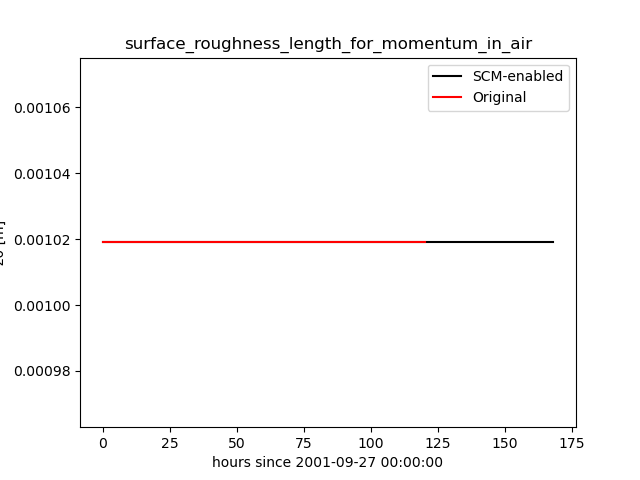 surface_roughness_length_for_momentum_in_air
SCM-enabled
Original
0.00106
0.00104
0.00102
0.00100
0.00098
0 25 50 75 100 125 150 175
hours since 2001-09-27 00:00:00